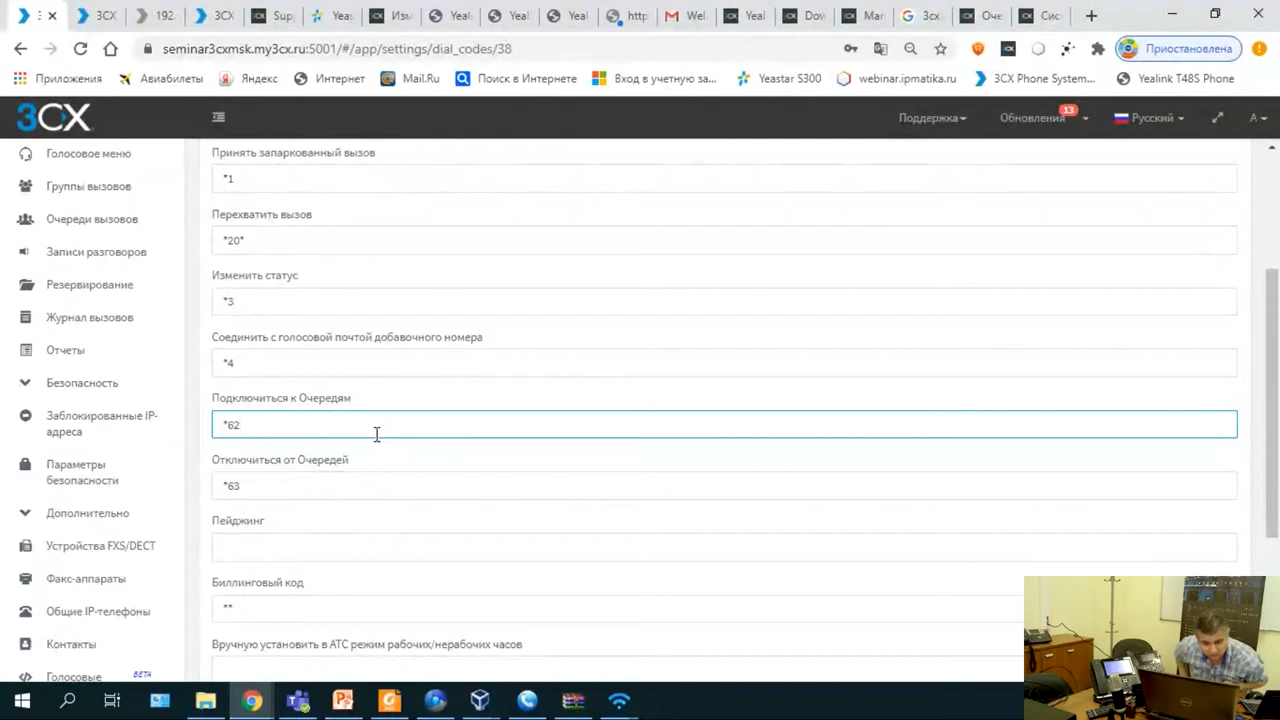 3CX
192.
3CX
Sup
Yeas
Изм
Yeal
Yeal
Yeal
http
Wel
Yeal
Dow
Mar
3cx
Оче
Сис
seminar3cxmsk.my3cx.ru:5001/#/app/settings/dial_codes/38
Приостановлена
Приложения
Авиабилеты
Яндекс
Интернет
Mail.Ru
Поиск в Интернете
Вход в учетную за...
Yeastar S300
webinar.ipmatika.ru
3CX Phone System...
Yealink T48S Phone
3CX
Поддержка
Обновления
13
Русский
А
Голосовое меню
Группы вызовов
Очереди вызовов
Записи разговоров
Резервирование
Журнал вызовов
Отчеты
Безопасность
Заблокированные IP-
адреса
Параметры
безопасности
Дополнительно
Устройства FXS/DECT
Факс-аппараты
Общие IP-телефоны
Контакты
Голосовые
BETA
Принять запаркованный вызов
*1
Перехватить вызов
*20*
Изменить статус
*3
Соединить с голосовой почтой добавочного номера
*4
Подключиться к Очередям
*62
Отключиться от Очередей
*63
Пейджинг
Биллинговый код
**
Вручную установить в АТС режим рабочих/нерабочих часов